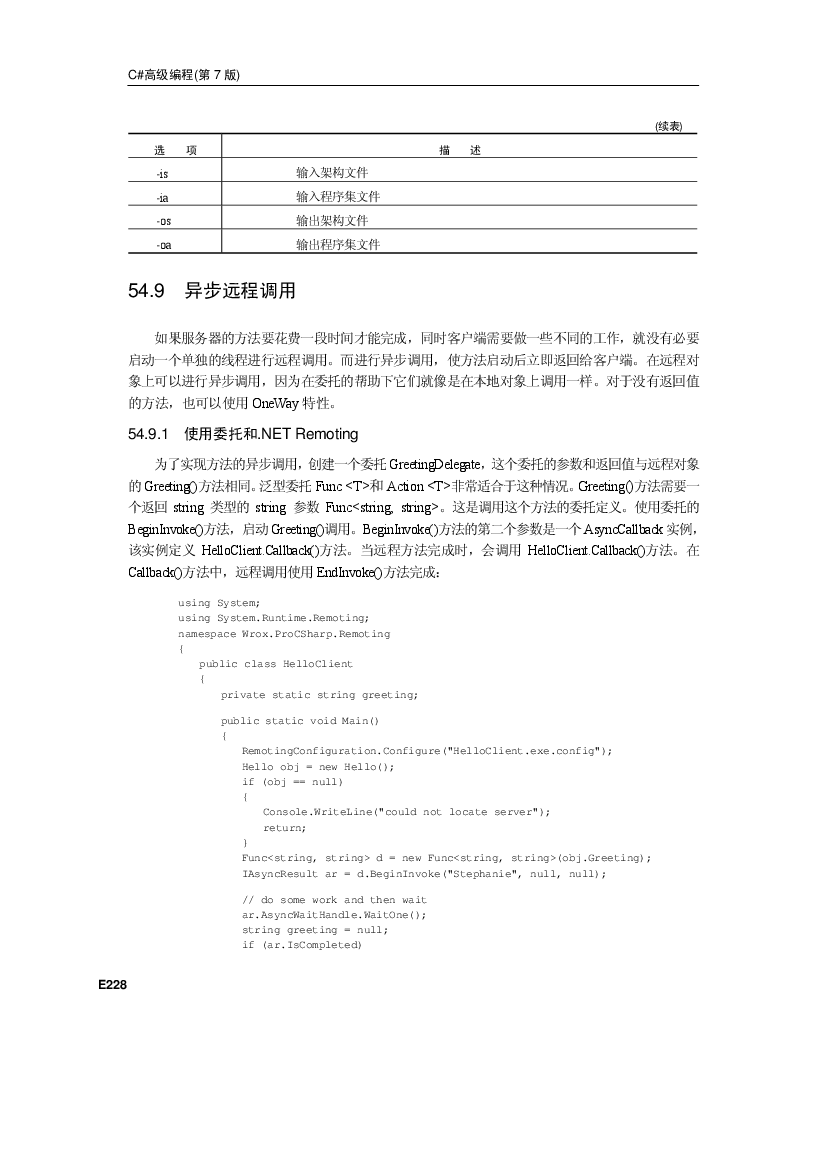 C#高级编程(第 7 版)
(续表)
选 项 描 述
-is 输入架构文件
-ia 输入程序集文件
-os 输出架构文件
-oa 输出程序集文件
54.9 异步远程调用
如果服务器的方法要花费一段时间才能完成，同时客户端需要做一些不同的工作，就没有必要
启动一个单独的线程进行远程调用。而进行异步调用，使方法启动后立即返回给客户端。在远程对
象上可以进行异步调用，因为在委托的帮助下它们就像是在本地对象上调用一样。对于没有返回值
的方法，也可以使用 OneWay 特性。
54.9.1 使用委托和.NET Remoting
为了实现方法的异步调用，创建一个委托 GreetingDelegate，这个委托的参数和返回值与远程对象
的 Greeting()方法相同。泛型委托 Func <T>和 Action <T>非常适合于这种情况。Greeting()方法需要一
个返回 string 类型的 string 参数 Func<string, string>。这是调用这个方法的委托定义。使用委托的
BeginInvoke()方法，启动 Greeting()调用。BeginInvoke()方法的第二个参数是一个 AsyncCallback 实例，
该实例定义 HelloClient.Callback()方法。当远程方法完成时，会调用 HelloClient.Callback()方法。在
Callback()方法中，远程调用使用 EndInvoke()方法完成：
using System;
using System.Runtime.Remoting;
namespace Wrox.ProCSharp.Remoting
{
public class HelloClient
{
private static string greeting;
public static void Main()
{
RemotingConfiguration.Configure("HelloClient.exe.config");
Hello obj = new Hello();
if (obj == null)
{
Console.WriteLine("could not locate server");
return;
}
Func<string, string> d = new Func<string, string>(obj.Greeting);
IAsyncResult ar = d.BeginInvoke("Stephanie", null, null);
// do some work and then wait
ar.AsyncWaitHandle.WaitOne();
string greeting = null;
if (ar.IsCompleted)
E228